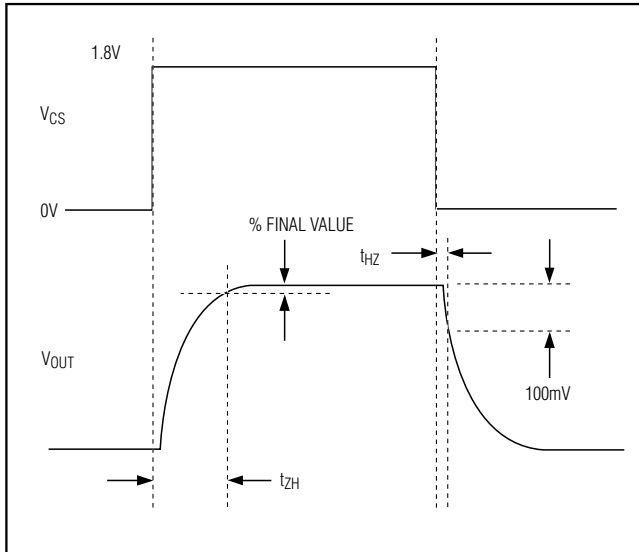 1.8V
VCS
0V
% FINAL VALUE
tHZ
VOUT
100mV
tZH